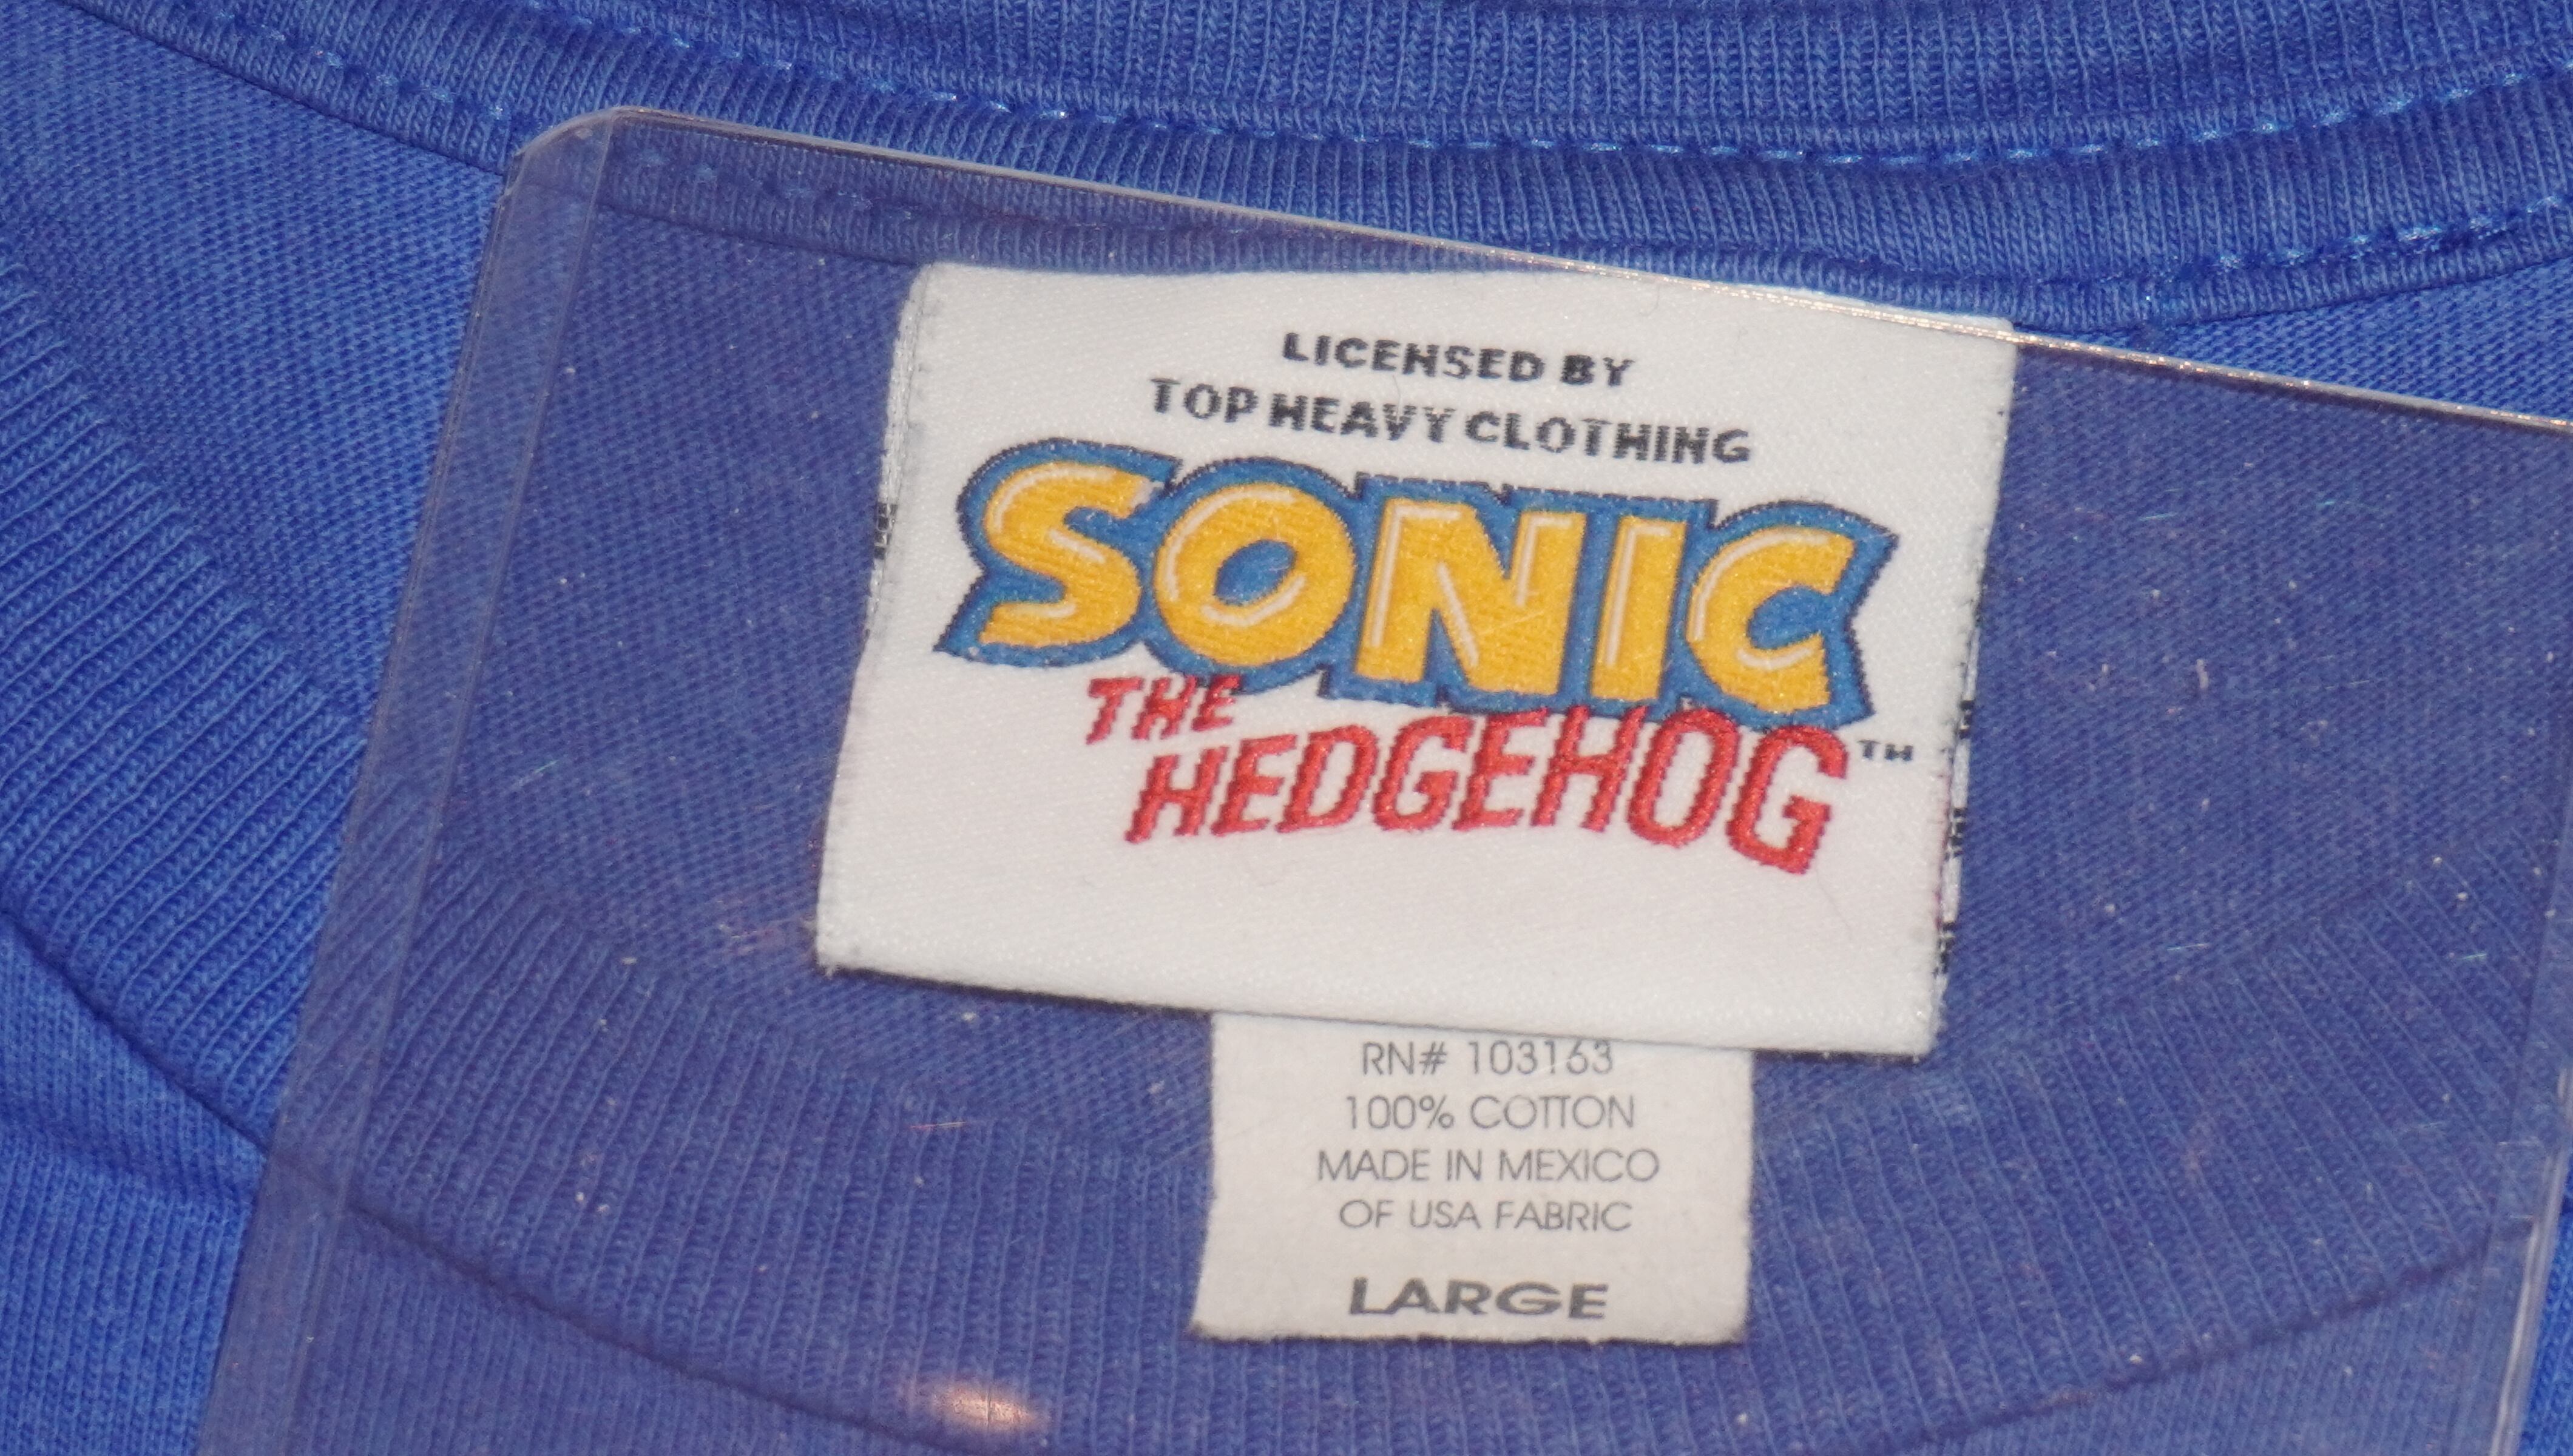 LICENSED BY
TOP HEAVY CLOTHING
SONIC
THE
HEDGEHOG™
RN# 103163
100% COTTON
MADE IN MEXICO
OF USA FABRIC
LARGE